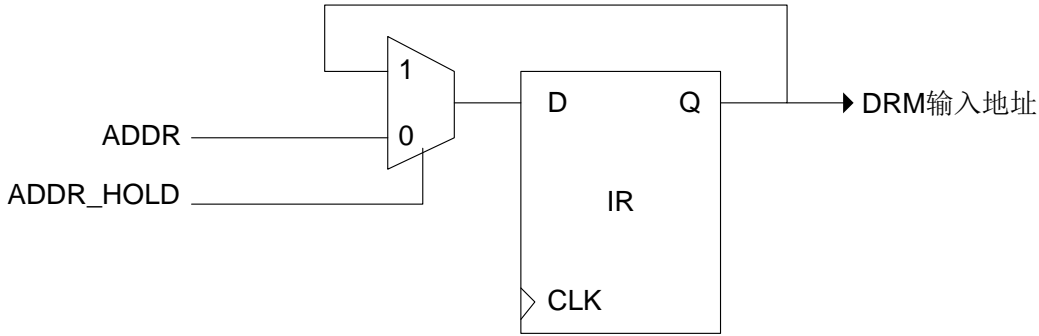 1
D
Q
DRM输入地址
ADDR
0
ADDR_HOLD
IR
CLK